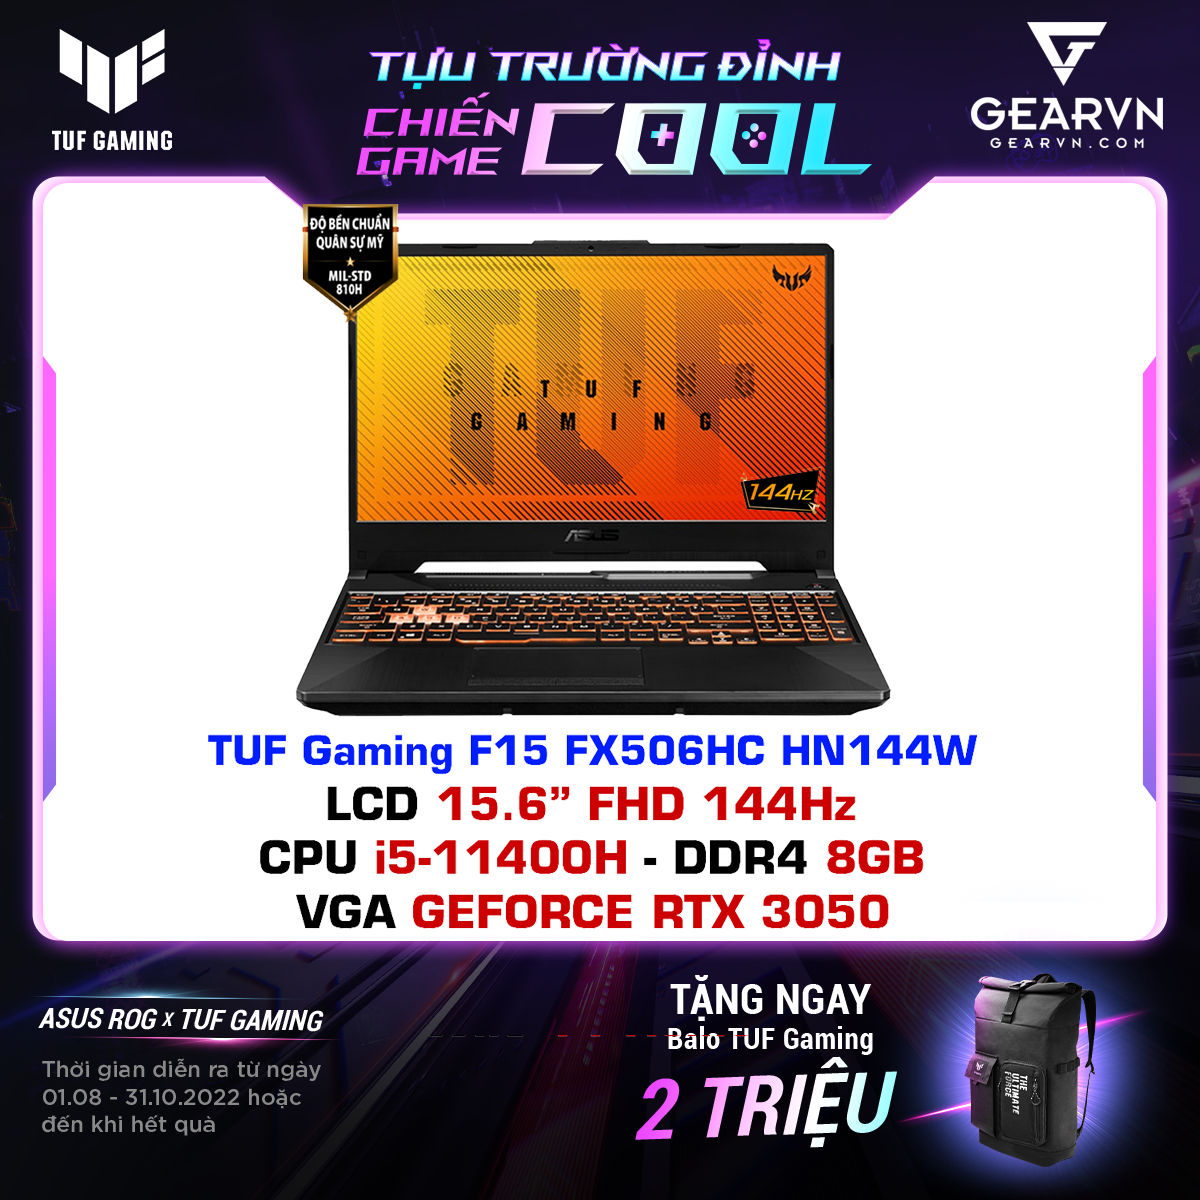 TUF GAMING
TỰU TRƯỜNG ĐỈNH
CHIẾN GAME COOL
GEARVN
GEARVN.COM
ĐỘ BỀN CHUẨN
QUÂN SỰ MỸ
MIL-STD
810H
TUF
TUF
GAMING
144HZ
ASUS
TUF Gaming F15 FX506HC HN144W
LCD 15.6” FHD 144Hz
CPU i5-11400H - DDR4 8GB
VGA GEFORCE RTX 3050
ASUS ROG x TUF GAMING
Thời gian diễn ra từ ngày
01.08 - 31.10.2022 hoặc
đến khi hết quà
TẶNG NGAY
Balo TUF Gaming
2 TRIỆU
THE
ULTIMATE
FORCE